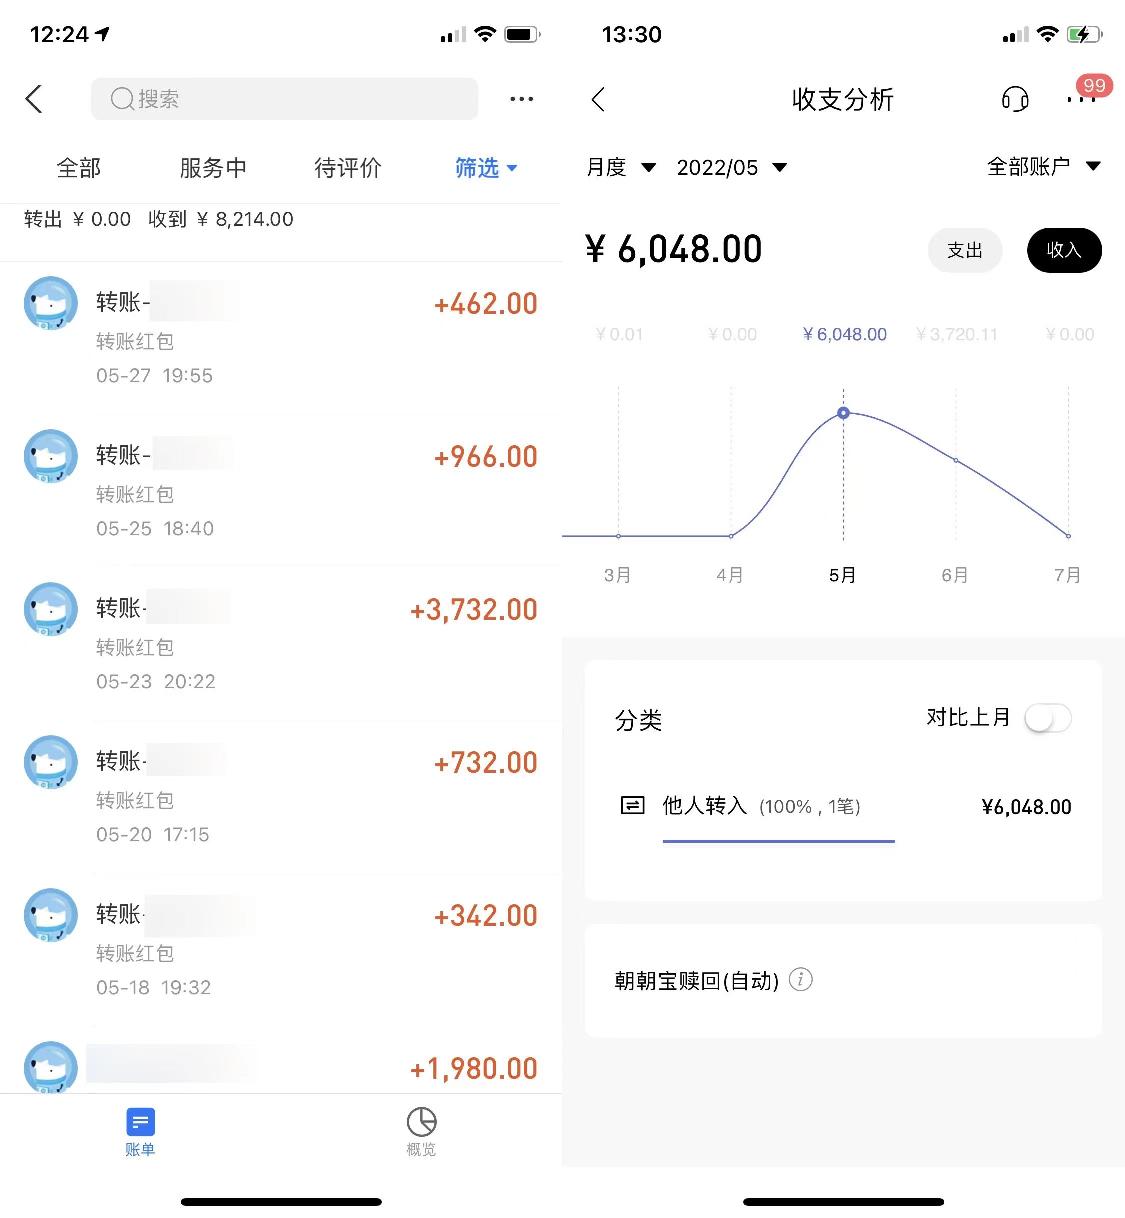 12:24
搜索
全部
服务中
待评价
筛选
转出 ¥ 0.00 收到 ¥ 8,214.00
转账- +462.00
转账红包
05-27 19:55
转账- +966.00
转账红包
05-25 18:40
转账- +3,732.00
转账红包
05-23 20:22
转账- +732.00
转账红包
05-20 17:15
转账- +342.00
转账红包
05-18 19:32
+1,980.00
账单
概览
13:30
收支分析
99
月度 2022/05 全部账户
¥ 6,048.00
支出
收入
¥0.01 ¥0.00 ¥6,048.00 ¥3,720.11 ¥0.00
3月 4月 5月 6月 7月
分类
对比上月
他人转入 (100% , 1笔) ¥6,048.00
朝朝宝赎回(自动)